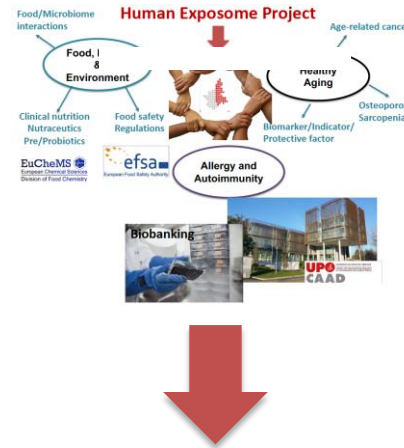 Human Exposome Project
Food/Microbiome
interactions
Age-related cance
Food,
&
Environment
Healthy
Aging
Clinical nutrition
Nutraceutics
Pre/Probiotics
Food safety
Regulations
Biomarker/Indicator/
Protective factor
Osteoporo
Sarcopenia
EuCheMS
European Chemical Sciences
Division of Food Chemistry
efsa
European Food Safety Authority
Allergy and
Autoimmunity
Biobanking
UPO
CAAD